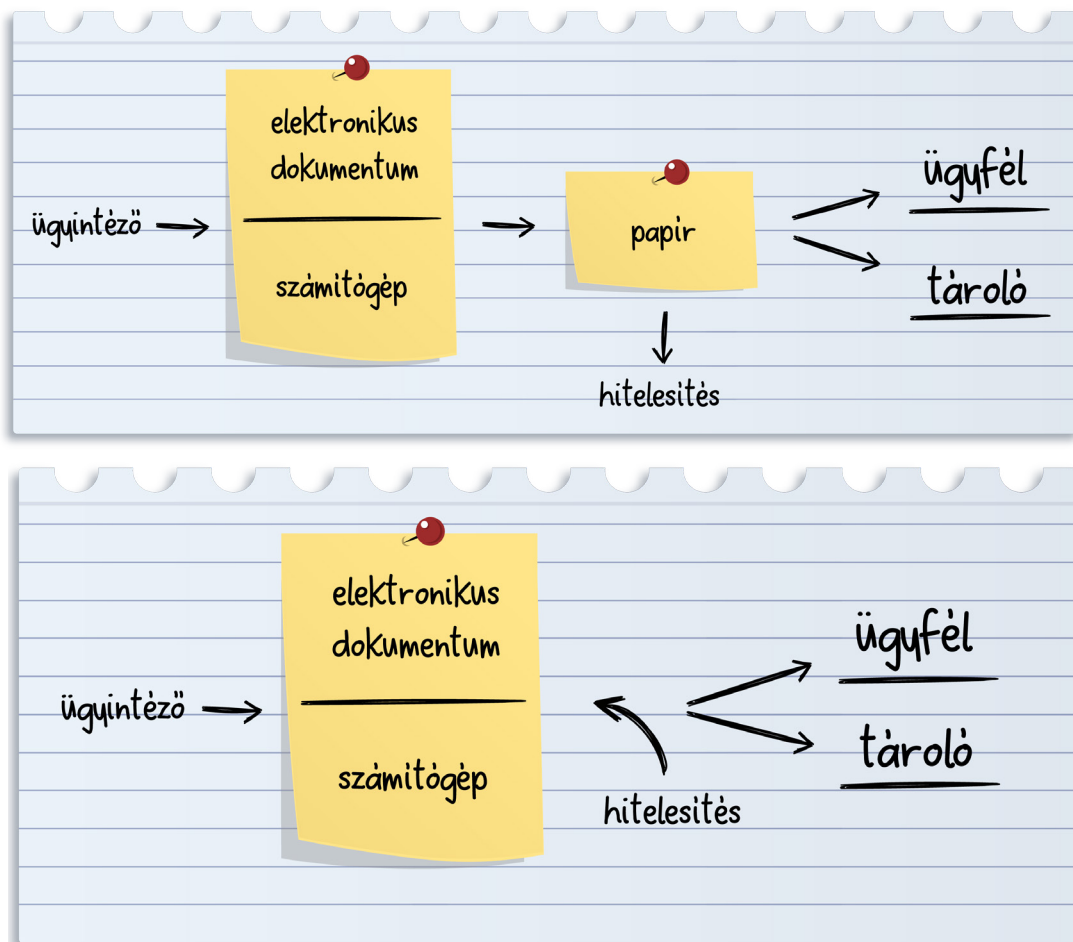 elektronikus
dokumentum
ügyintéző
számítógép
papír
ügyfél
tároló
hitelesítés
elektronikus
dokumentum
ügyintéző
számítógép
ügyfél
tároló
hitelesítés